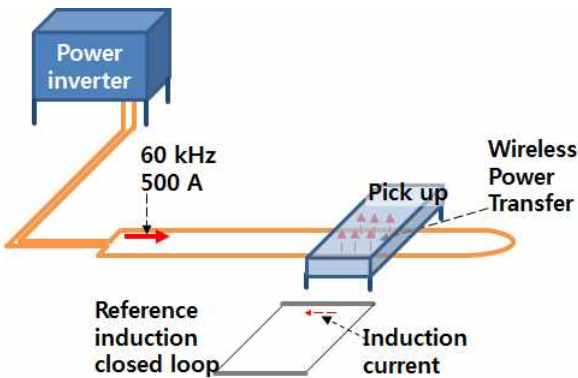 Power
inverter
60 kHz
500 A
Pick up
Wireless
Power
Transfer
Reference
induction
closed loop
Induction
current